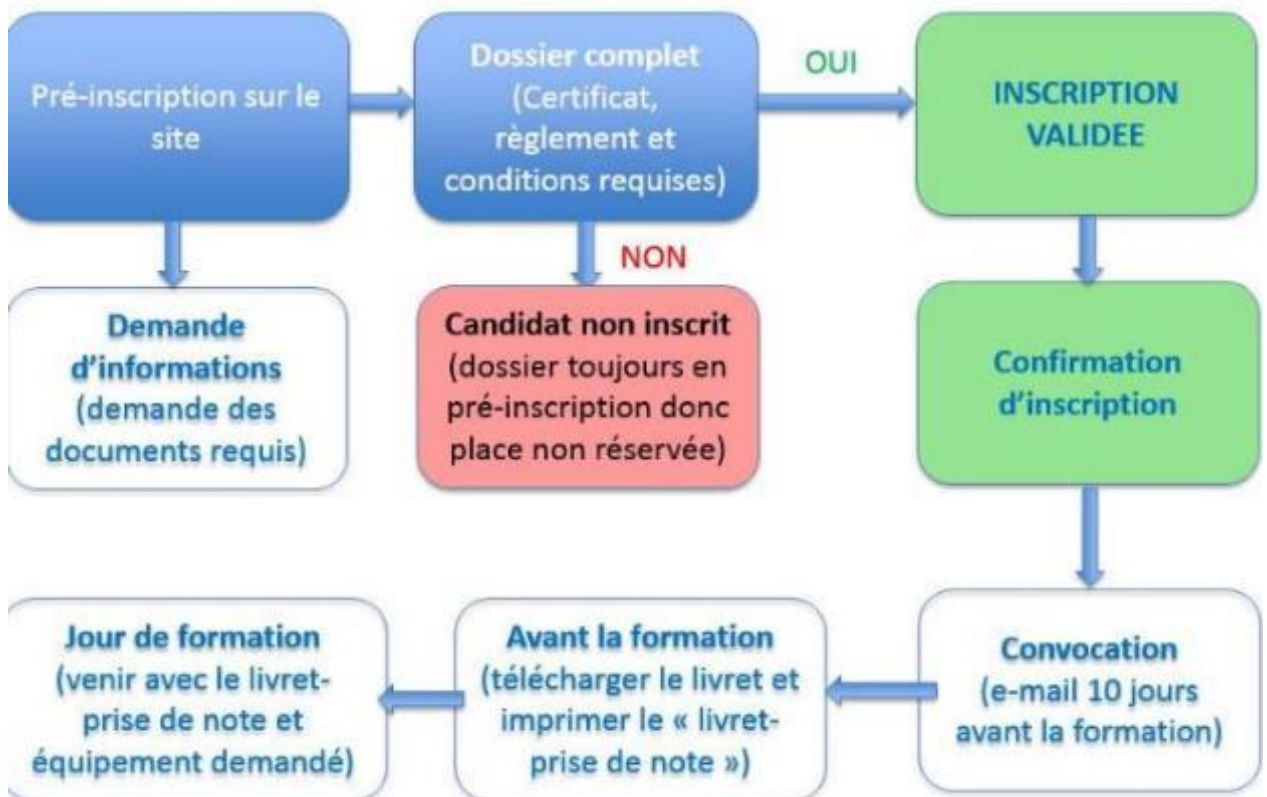 Pré-inscription sur le
site
Dossier complet
(Certificat,
règlement et
conditions requises)
OUI
INSCRIPTION
VALIDEE
NON
Demande
d'informations
(demande des
documents requis)
Candidat non inscrit
(dossier toujours en
pré-inscription donc
place non réservée)
Confirmation
d'inscription
Jour de formation
(venir avec le livret-
prise de note et
équipement demandé)
Avant la formation
(télécharger le livret et
imprimer le « livret-
prise de note »)
Convocation
(e-mail 10 jours
avant la formation)